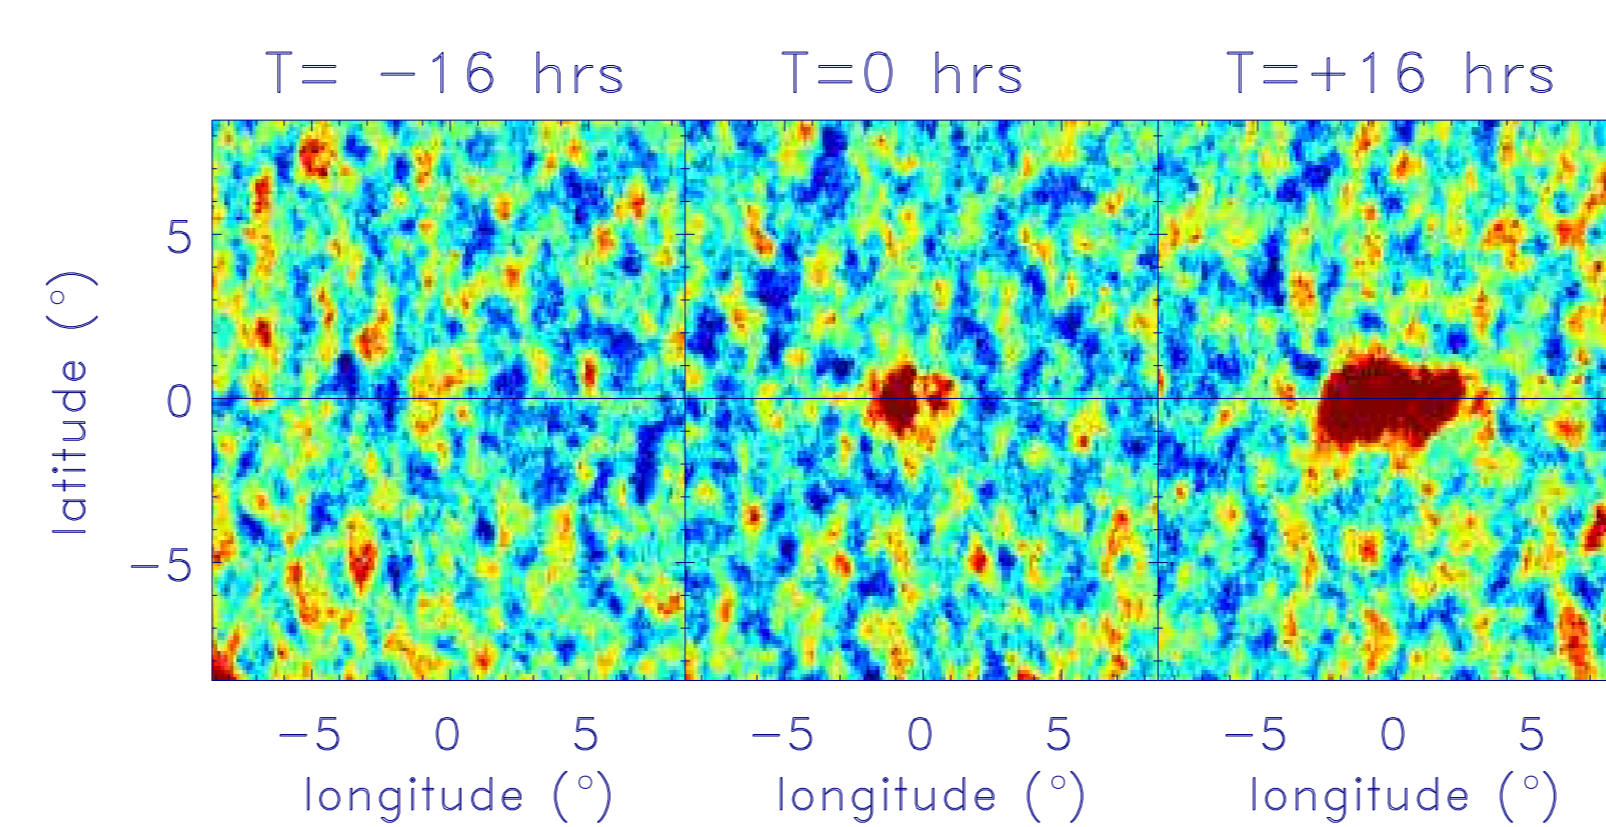 T= −16 hrs T=0 hrs T=+16 hrs
latitude (°)
5
0
−5
−5 0 5 −5 0 5 −5 0 5
longitude (°) longitude (°) longitude (°)